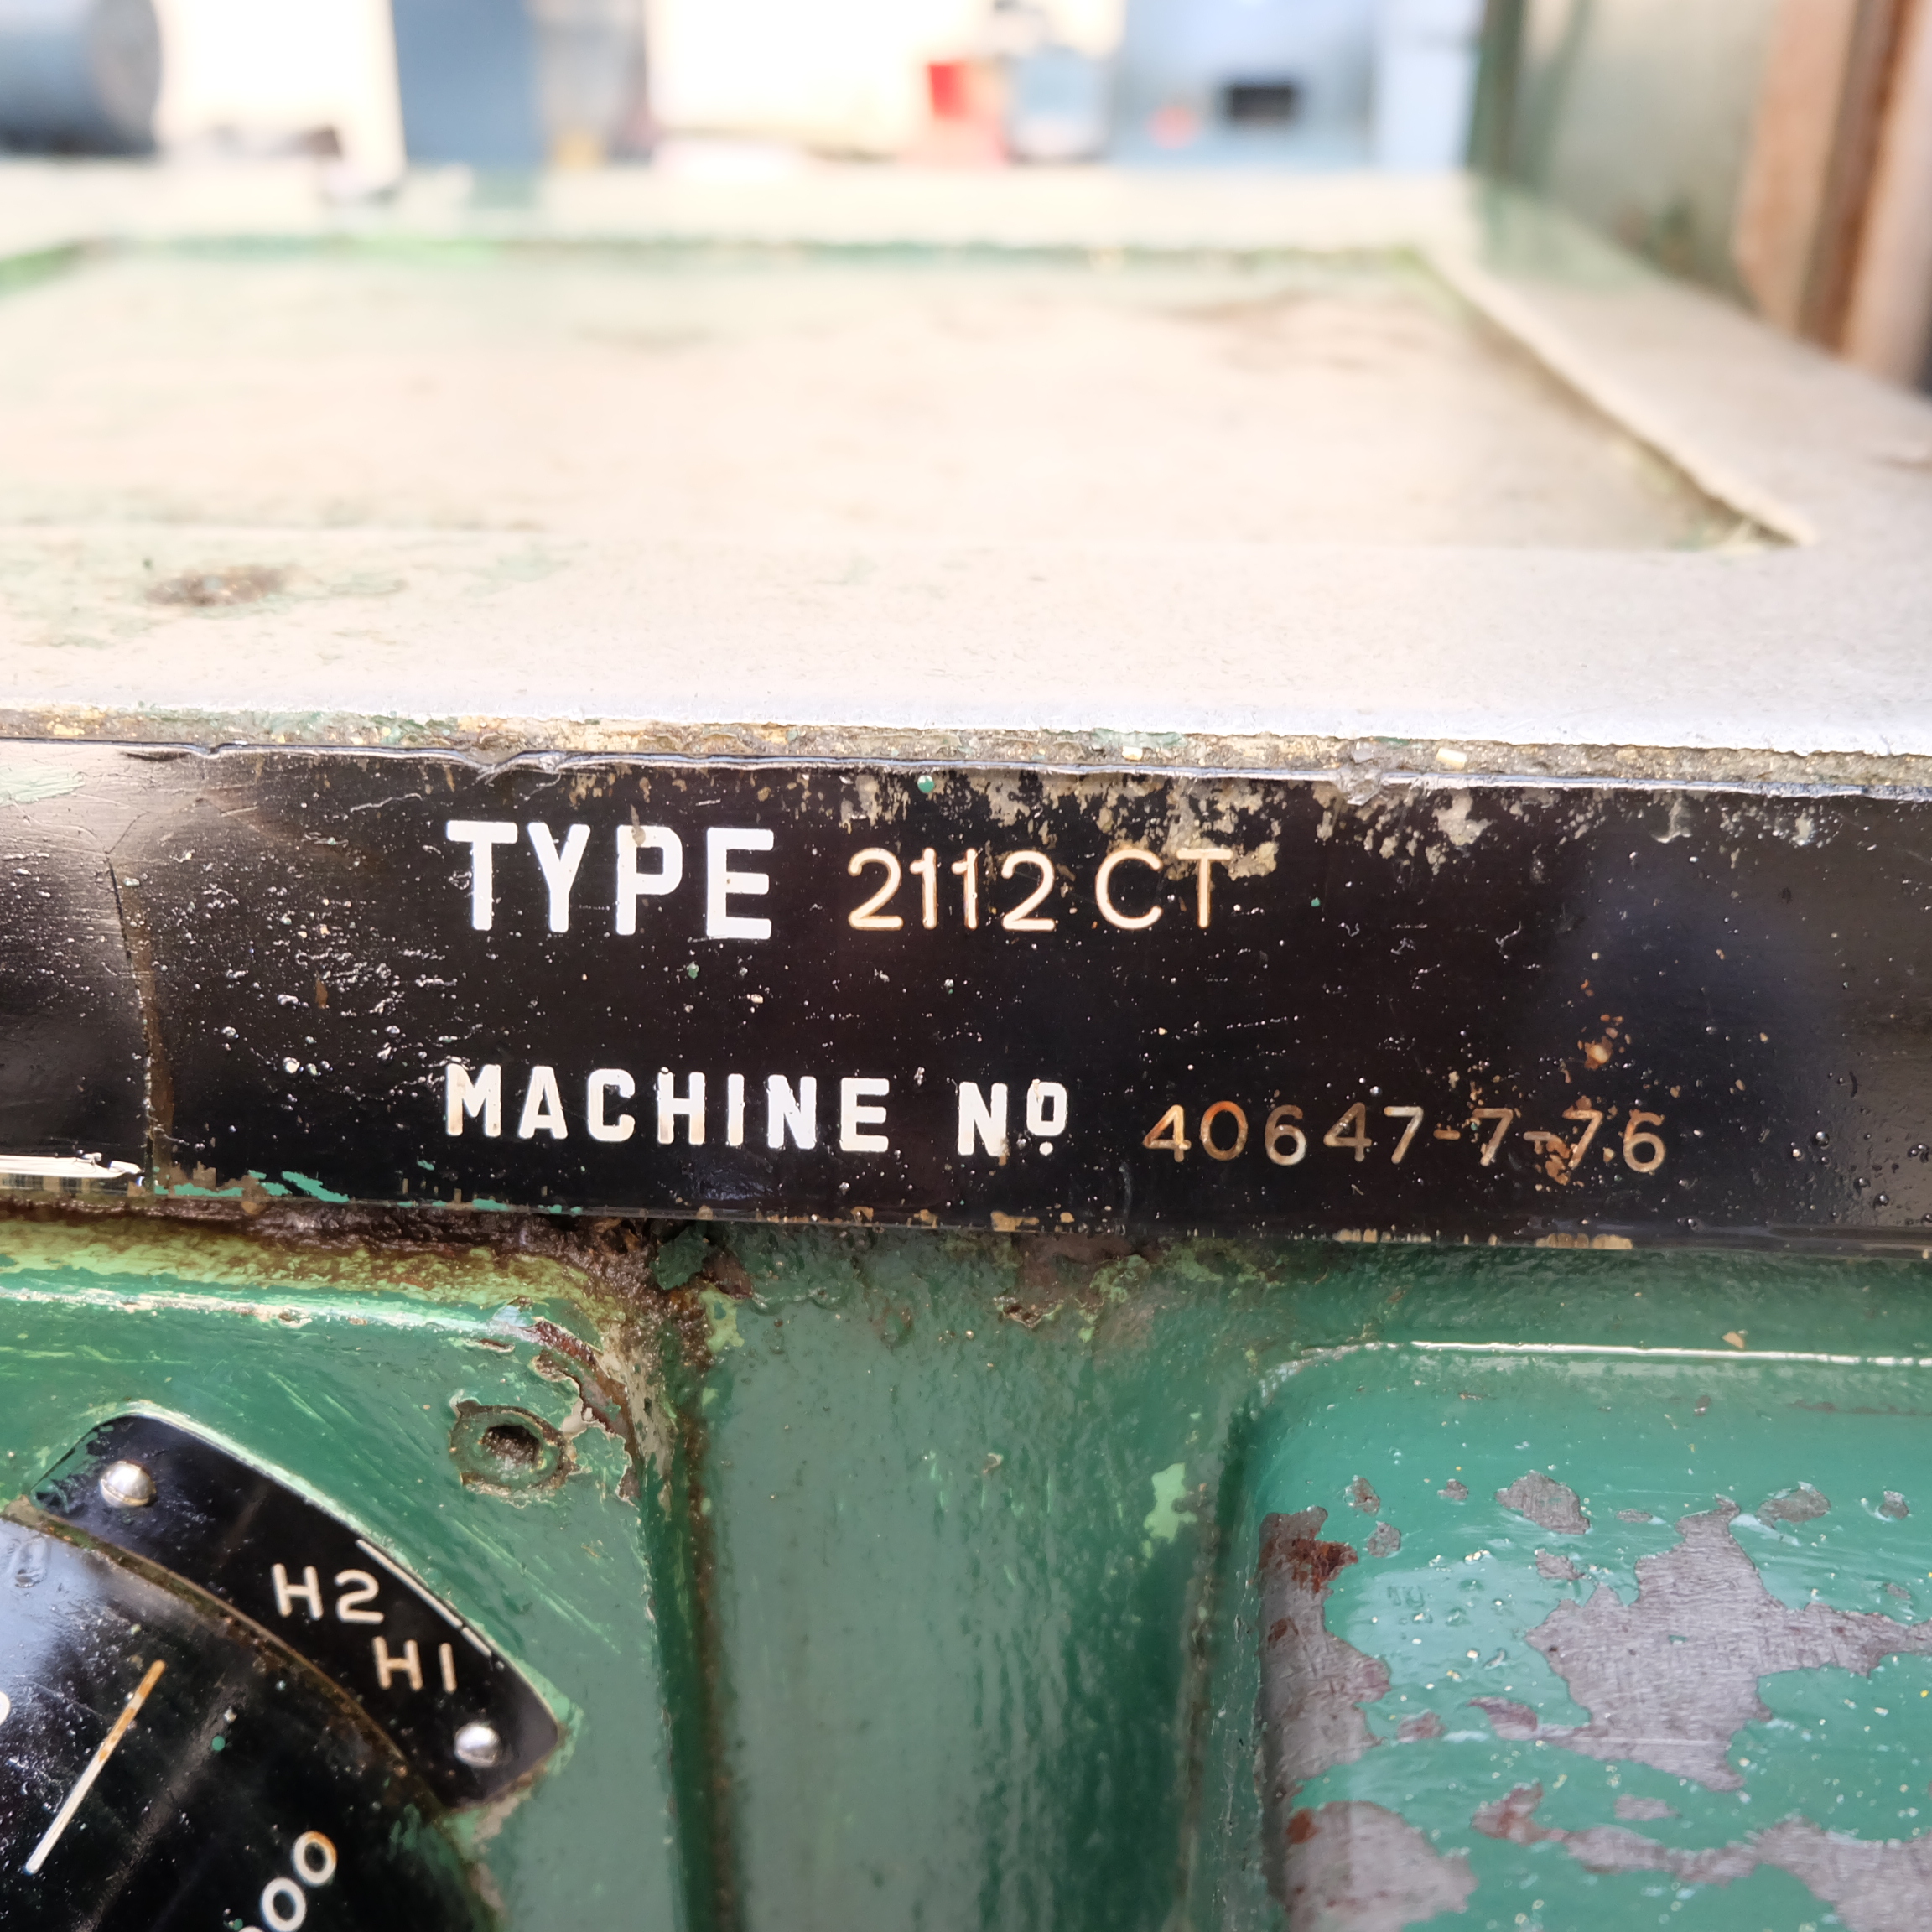 TYPE 2112 CT
MACHINE Nº 40647-7-76
H2
H1